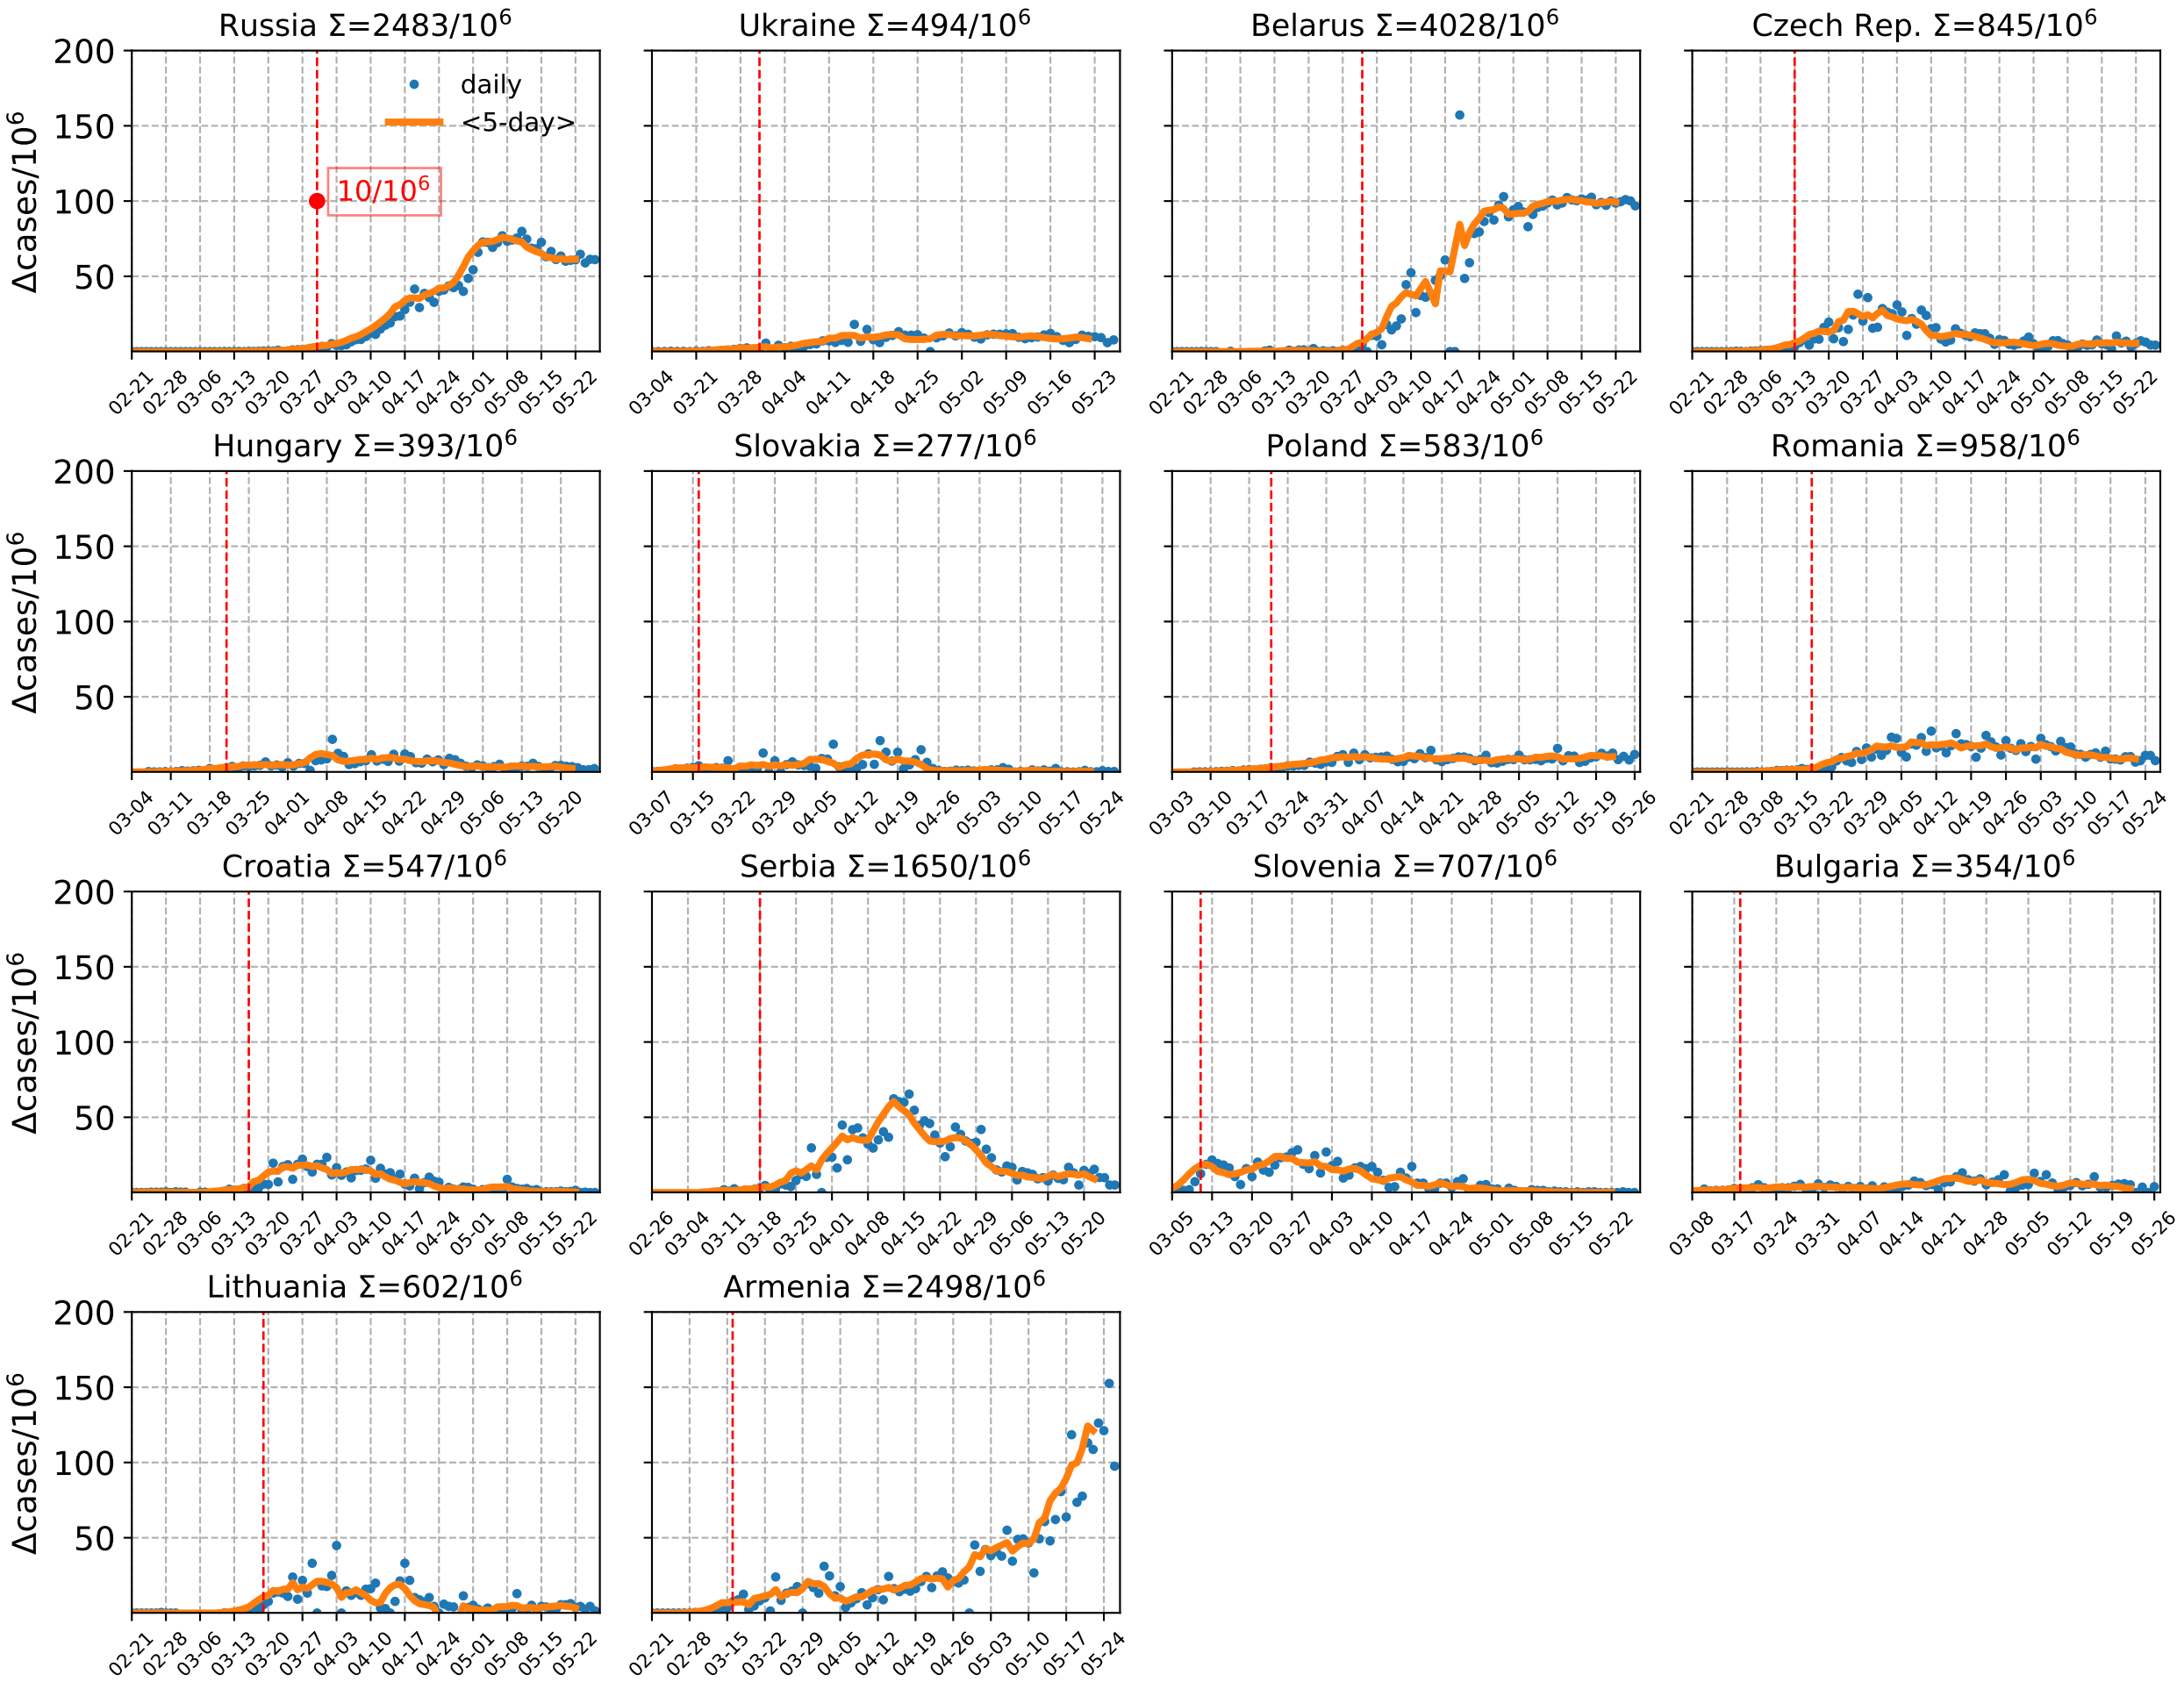 Russia Σ=2483/10⁶
Ukraine Σ=494/10⁶
Belarus Σ=4028/10⁶
Czech Rep. Σ=845/10⁶
Δcases/10⁶
200
150
100
50
daily
<5-day>
10/10⁶
02-21 02-28 03-06 03-13 03-20 03-27 04-03 04-10 04-17 04-24 05-01 05-08 05-15 05-22
03-04 03-21 03-28 04-04 04-11 04-18 04-25 05-02 05-09 05-16 05-23
02-21 02-28 03-06 03-13 03-20 03-27 04-03 04-10 04-17 04-24 05-01 05-08 05-15 05-22
02-21 02-28 03-06 03-13 03-20 03-27 04-03 04-10 04-17 04-24 05-01 05-08 05-15 05-22
Hungary Σ=393/10⁶
Slovakia Σ=277/10⁶
Poland Σ=583/10⁶
Romania Σ=958/10⁶
Δcases/10⁶
200
150
100
50
03-04 03-11 03-18 03-25 04-01 04-08 04-15 04-22 04-29 05-06 05-13 05-20
03-07 03-15 03-22 03-29 04-05 04-12 04-19 04-26 05-03 05-10 05-17 05-24
03-03 03-10 03-17 03-24 03-31 04-07 04-14 04-21 04-28 05-05 05-12 05-19 05-26
02-21 02-28 03-08 03-15 03-22 03-29 04-05 04-12 04-19 04-26 05-03 05-10 05-17 05-24
Croatia Σ=547/10⁶
Serbia Σ=1650/10⁶
Slovenia Σ=707/10⁶
Bulgaria Σ=354/10⁶
Δcases/10⁶
200
150
100
50
02-21 02-28 03-06 03-13 03-20 03-27 04-03 04-10 04-17 04-24 05-01 05-08 05-15 05-22
02-26 03-04 03-11 03-18 03-25 04-01 04-08 04-15 04-22 04-29 05-06 05-13 05-20
03-05 03-13 03-20 03-27 04-03 04-10 04-17 04-24 05-01 05-08 05-15 05-22
03-08 03-17 03-24 03-31 04-07 04-14 04-21 04-28 05-05 05-12 05-19 05-26
Lithuania Σ=602/10⁶
Armenia Σ=2498/10⁶
Δcases/10⁶
200
150
100
50
02-21 02-28 03-06 03-13 03-20 03-27 04-03 04-10 04-17 04-24 05-01 05-08 05-15 05-22
02-21 02-28 03-15 03-22 03-29 04-05 04-12 04-19 04-26 05-03 05-10 05-17 05-24